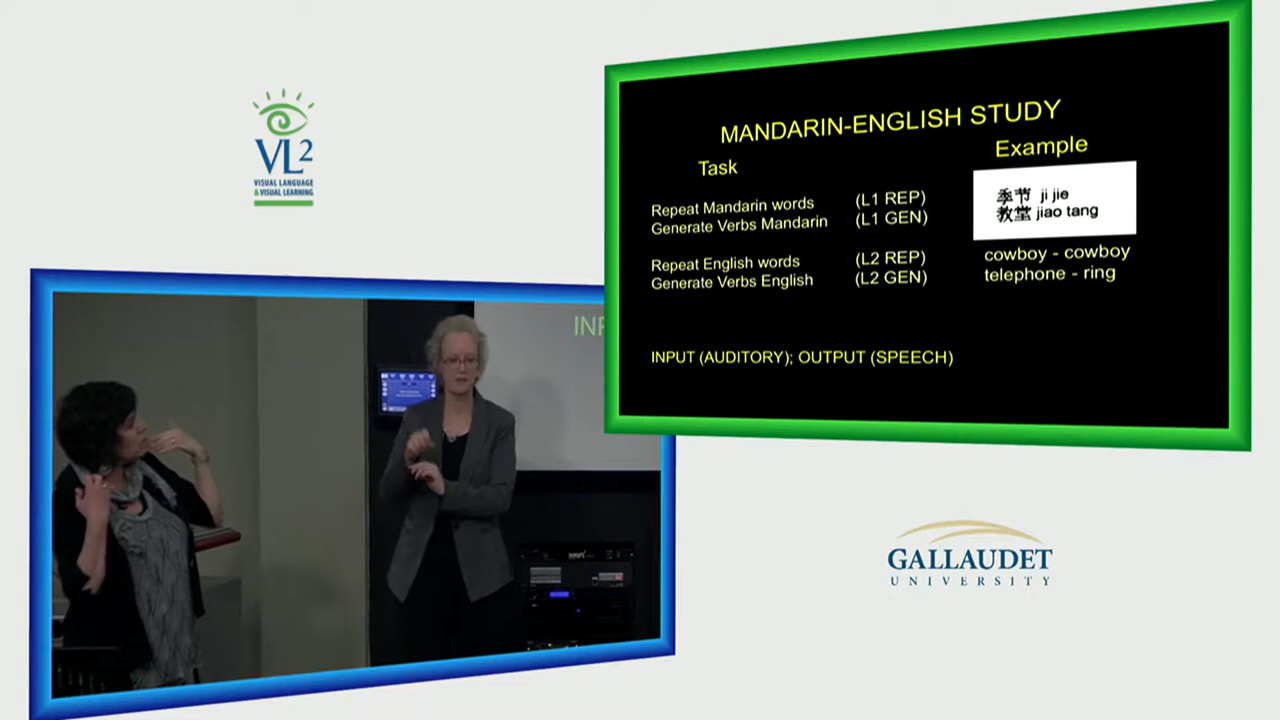 VL2
VISUAL LANGUAGE
& VISUAL LEARNING
MANDARIN-ENGLISH STUDY
Task
Example
Repeat Mandarin words (L1 REP)
Generate Verbs Mandarin (L1 GEN)
季节 ji jie
教堂 jiao tang
Repeat English words (L2 REP)
Generate Verbs English (L2 GEN)
cowboy - cowboy
telephone - ring
INPUT (AUDITORY); OUTPUT (SPEECH)
GALLAUDET
UNIVERSITY